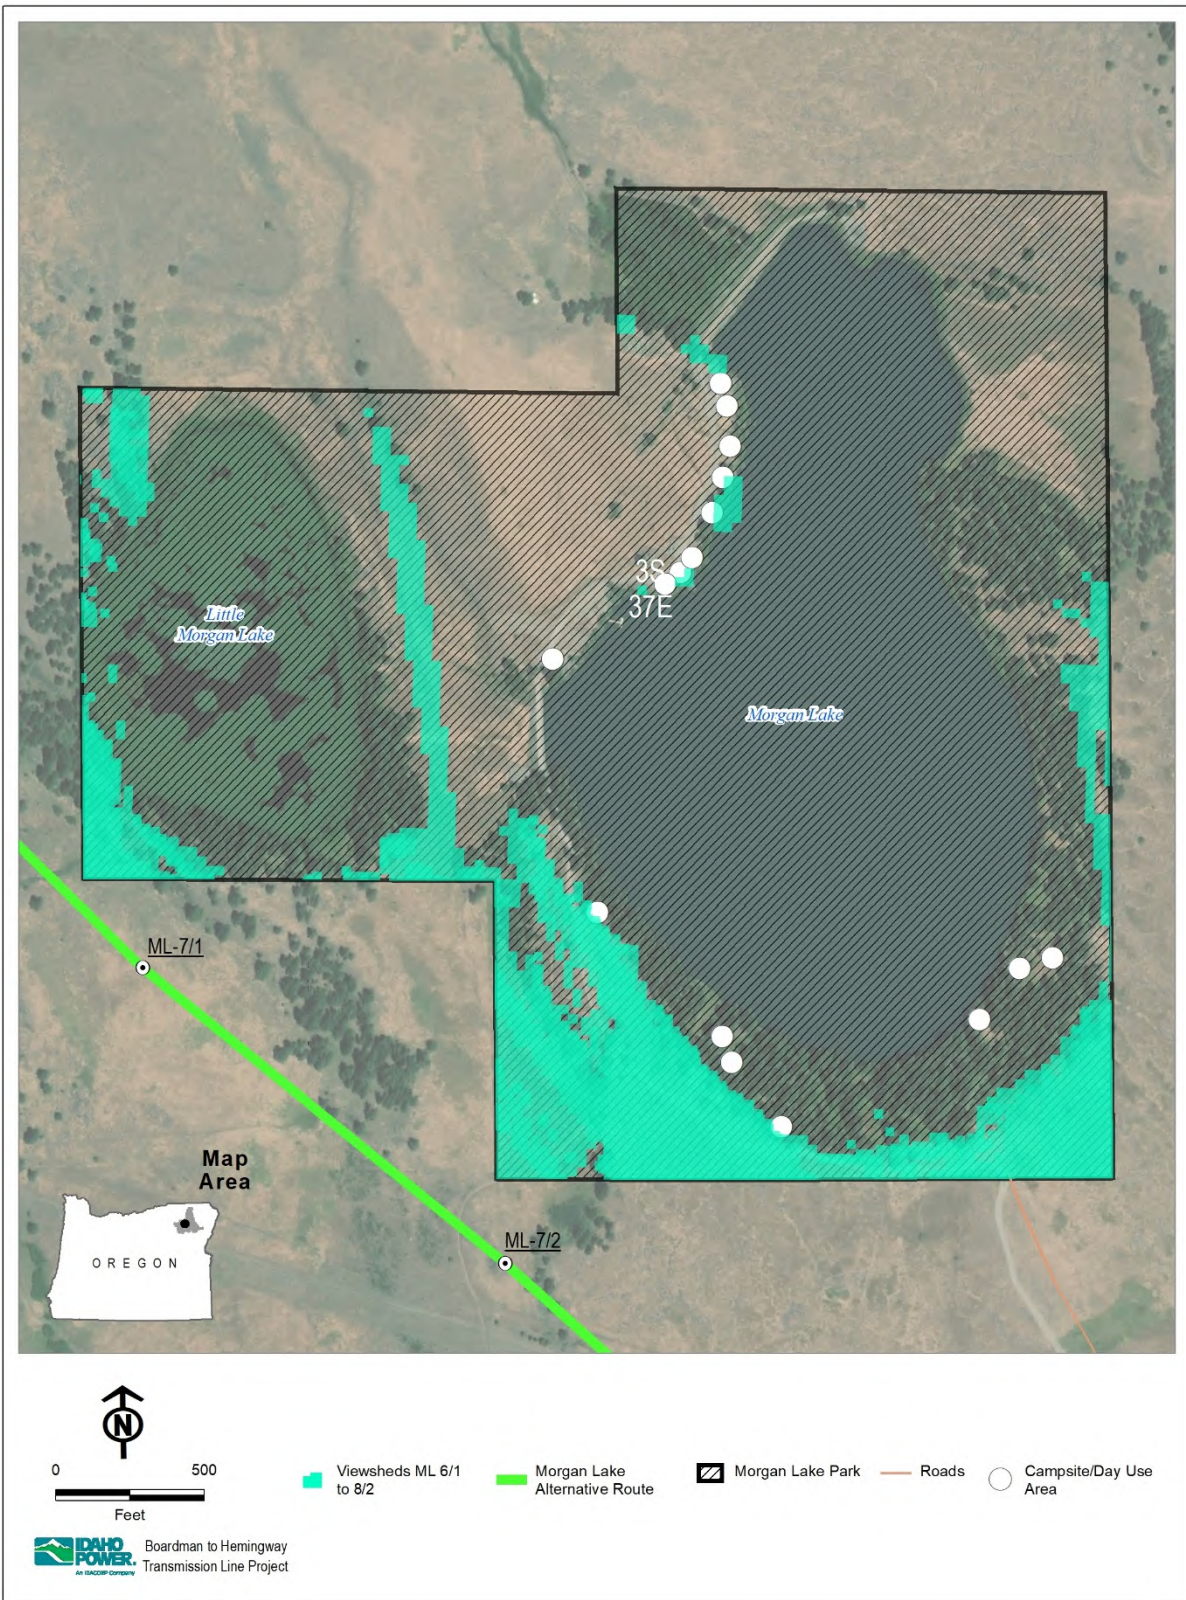 3S
37E
Little
Morgan Lake
Morgan Lake
ML-7/1
Map
Area
OREGON
ML-7/2
N
0 500
Feet
Viewsheds ML 6/1
to 8/2
Morgan Lake
Alternative Route
Morgan Lake Park
Roads
Campsite/Day Use
Area
IDAHO
POWER.
An IDACORP Company
Boardman to Hemingway
Transmission Line Project